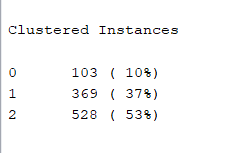 Clustered Instances
0 103 ( 10%)
1 369 ( 37%)
2 528 ( 53%)